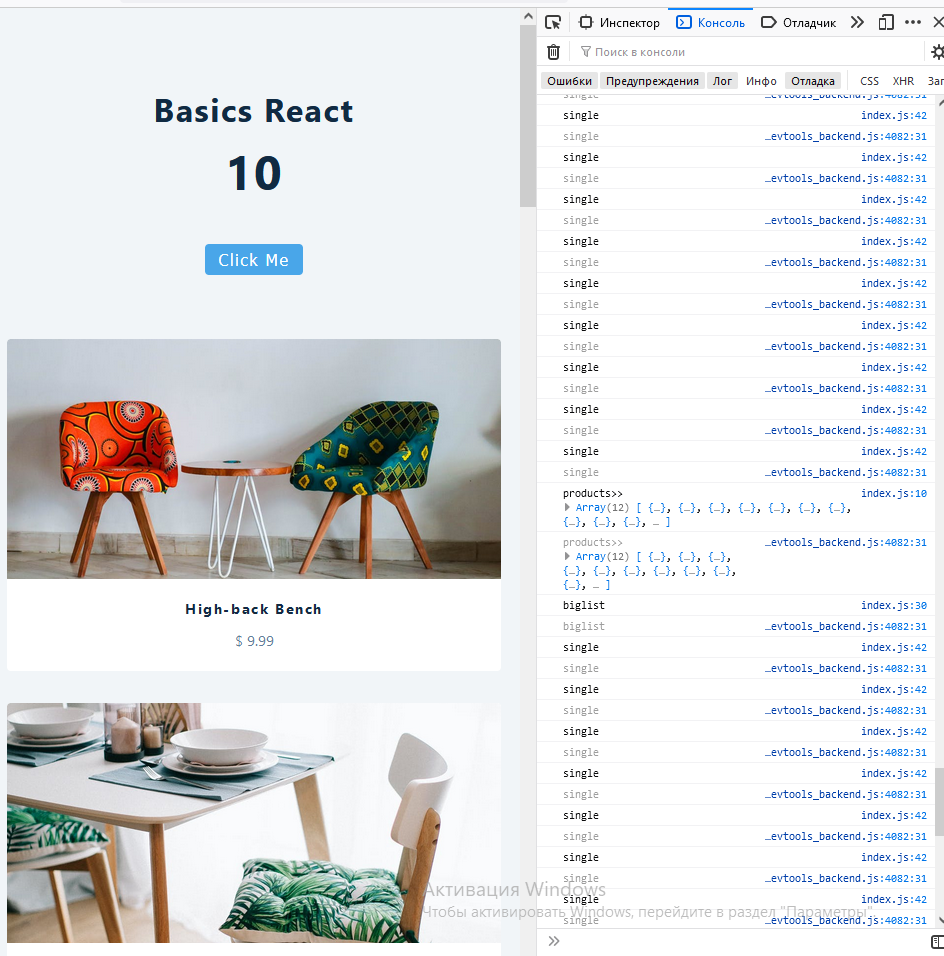 Basics React
10
Click Me
High-back Bench
$ 9.99
Инспектор
Консоль
Отладчик
Поиск в консоли
Ошибки Предупреждения Лог Инфо Отладка CSS XHR
single …evtools_backend.js:4082:31
single index.js:42
single …evtools_backend.js:4082:31
single index.js:42
single …evtools_backend.js:4082:31
single index.js:42
single …evtools_backend.js:4082:31
single index.js:42
single …evtools_backend.js:4082:31
single index.js:42
single …evtools_backend.js:4082:31
single index.js:42
single …evtools_backend.js:4082:31
single index.js:42
single …evtools_backend.js:4082:31
single index.js:42
single …evtools_backend.js:4082:31
single index.js:42
single …evtools_backend.js:4082:31
products>> index.js:10
Array(12) [ {…}, {…}, {…}, {…}, {…}, {…}, {…},
{…}, {…}, {…}, … ]
products>> …evtools_backend.js:4082:31
Array(12) [ {…}, {…}, {…},
{…}, {…}, {…}, {…}, {…}, {…},
{…}, … ]
biglist index.js:30
biglist …evtools_backend.js:4082:31
single index.js:42
single …evtools_backend.js:4082:31
single index.js:42
single …evtools_backend.js:4082:31
single index.js:42
single …evtools_backend.js:4082:31
single index.js:42
single …evtools_backend.js:4082:31
single index.js:42
single …evtools_backend.js:4082:31
single index.js:42
single …evtools_backend.js:4082:31
single index.js:42
single …evtools_backend.js:4082:31
Активация Windows
Чтобы активировать Windows, перейдите в раздел "Параметры".